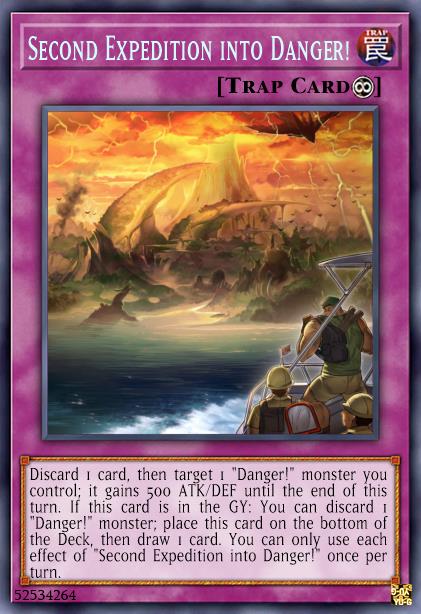 Second Expedition into Danger!
TRAP
罠
[Trap Card]
Discard 1 card, then target 1 "Danger!" monster you
control; it gains 500 ATK/DEF until the end of this
turn. If this card is in the GY: You can discard 1
"Danger!" monster; place this card on the bottom of
the Deck, then draw 1 card. You can only use each
effect of "Second Expedition into Danger!" once per
turn.
52534264